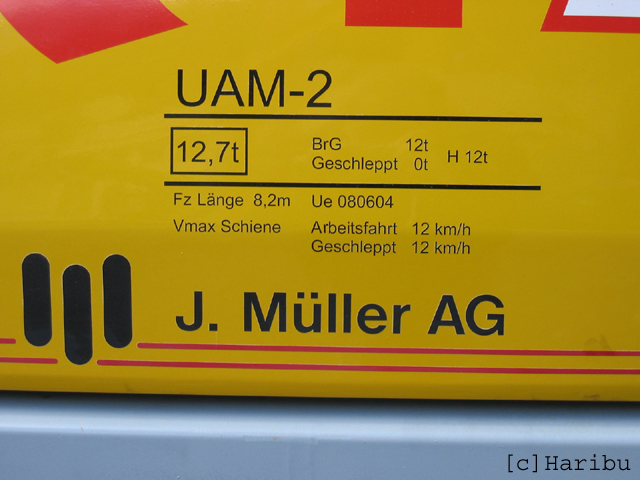 UAM-2
12,7t
BrG 12t
Geschleppt 0t
H 12t
Fz Länge 8,2m Ue 080604
Vmax Schiene Arbeitsfahrt 12 km/h
Geschleppt 12 km/h
J. Müller AG
[c]Haribu